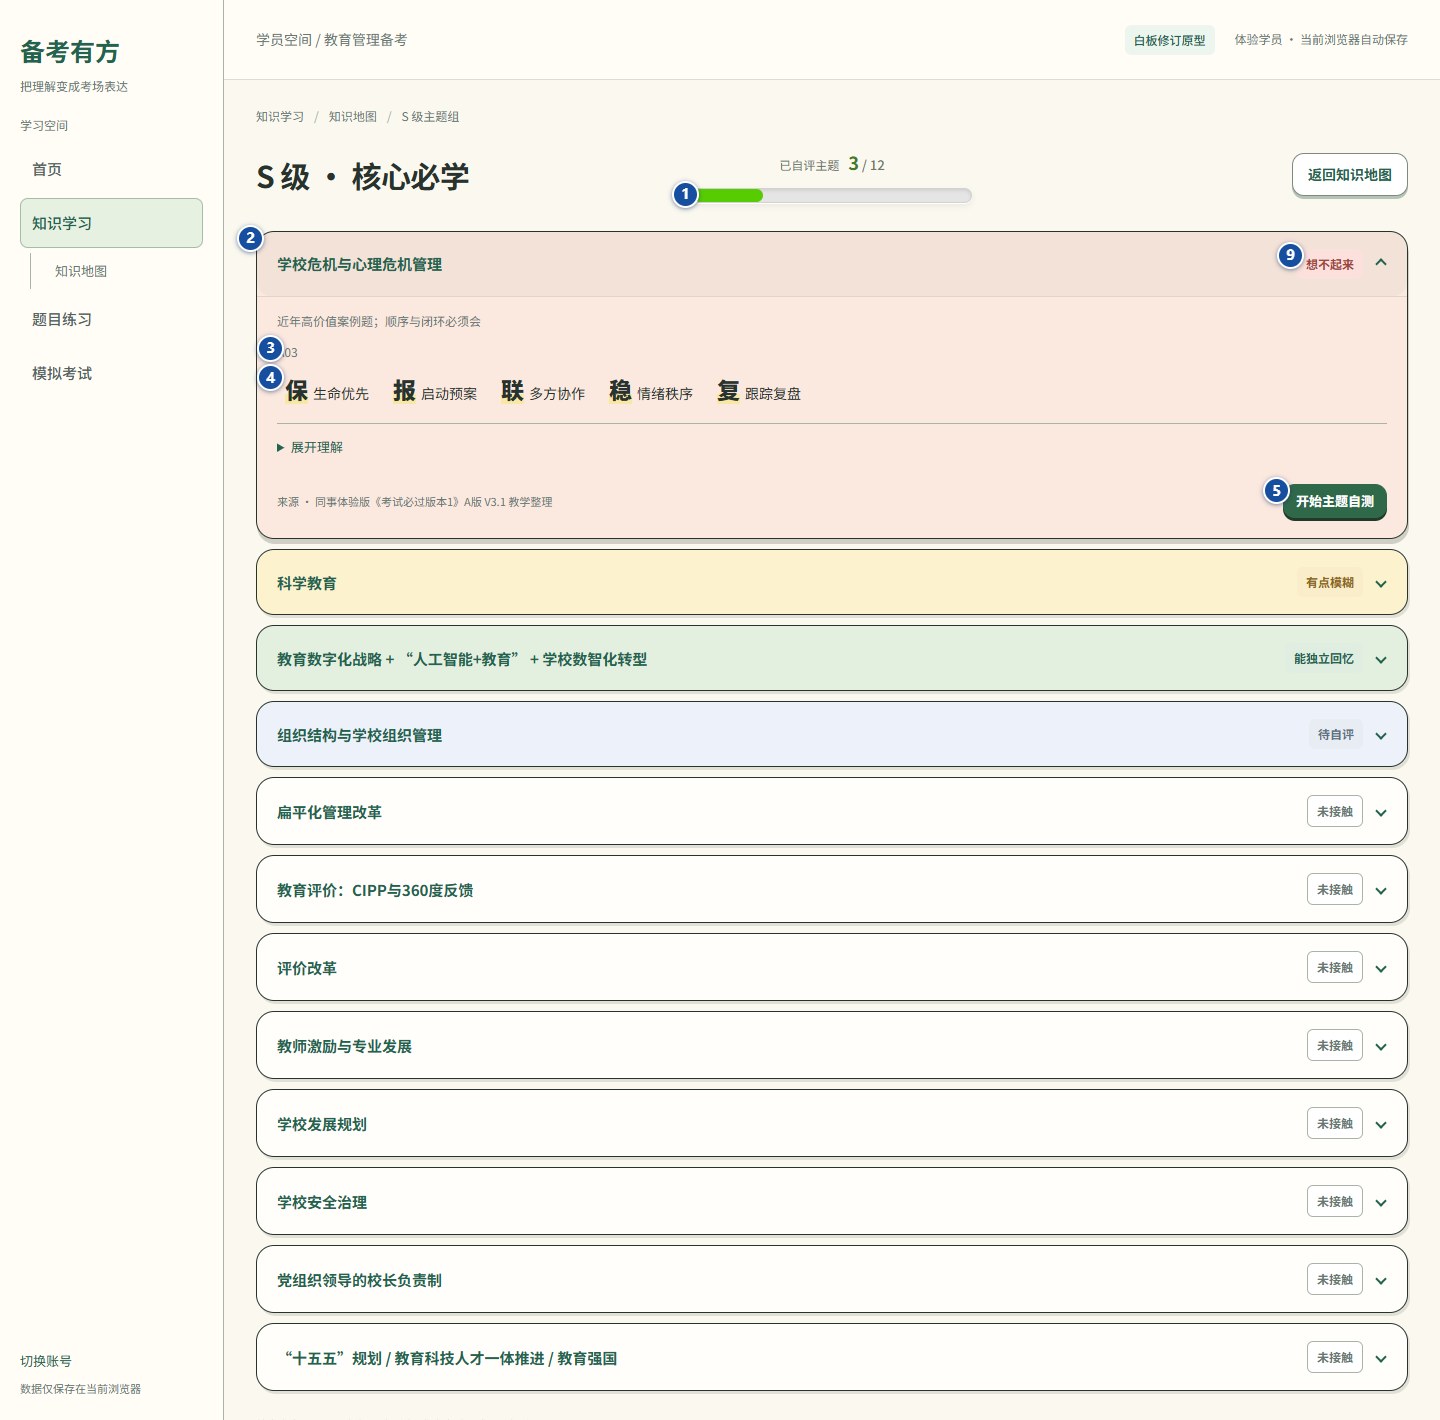 备考有方
把理解变成考场表达
学习空间
首页
知识学习
知识地图
题目练习
模拟考试
切换账号
数据仅保存在当前浏览器
学员空间 / 教育管理备考
白板修订原型
体验学员 · 当前浏览器自动保存
知识学习 / 知识地图 / S 级主题组
S 级 · 核心必学
已自评主题 3 / 12
1
返回知识地图
2
学校危机与心理危机管理
9
想不起来
近年高价值案例题；顺序与闭环必须会
3
03
4
保 生命优先 报 启动预案 联 多方协作 稳 情绪秩序 复 跟踪复盘
▶ 展开理解
来源 · 同事体验版《考试必过版本1》A版 V3.1 教学整理
5
开始主题自测
科学教育
有点模糊
教育数字化战略 + “人工智能+教育” + 学校数智化转型
能独立回忆
组织结构与学校组织管理
待自评
扁平化管理改革
未接触
教育评价：CIPP与360度反馈
未接触
评价改革
未接触
教师激励与专业发展
未接触
学校发展规划
未接触
学校安全治理
未接触
党组织领导的校长负责制
未接触
“十五五”规划 / 教育科技人才一体推进 / 教育强国
未接触